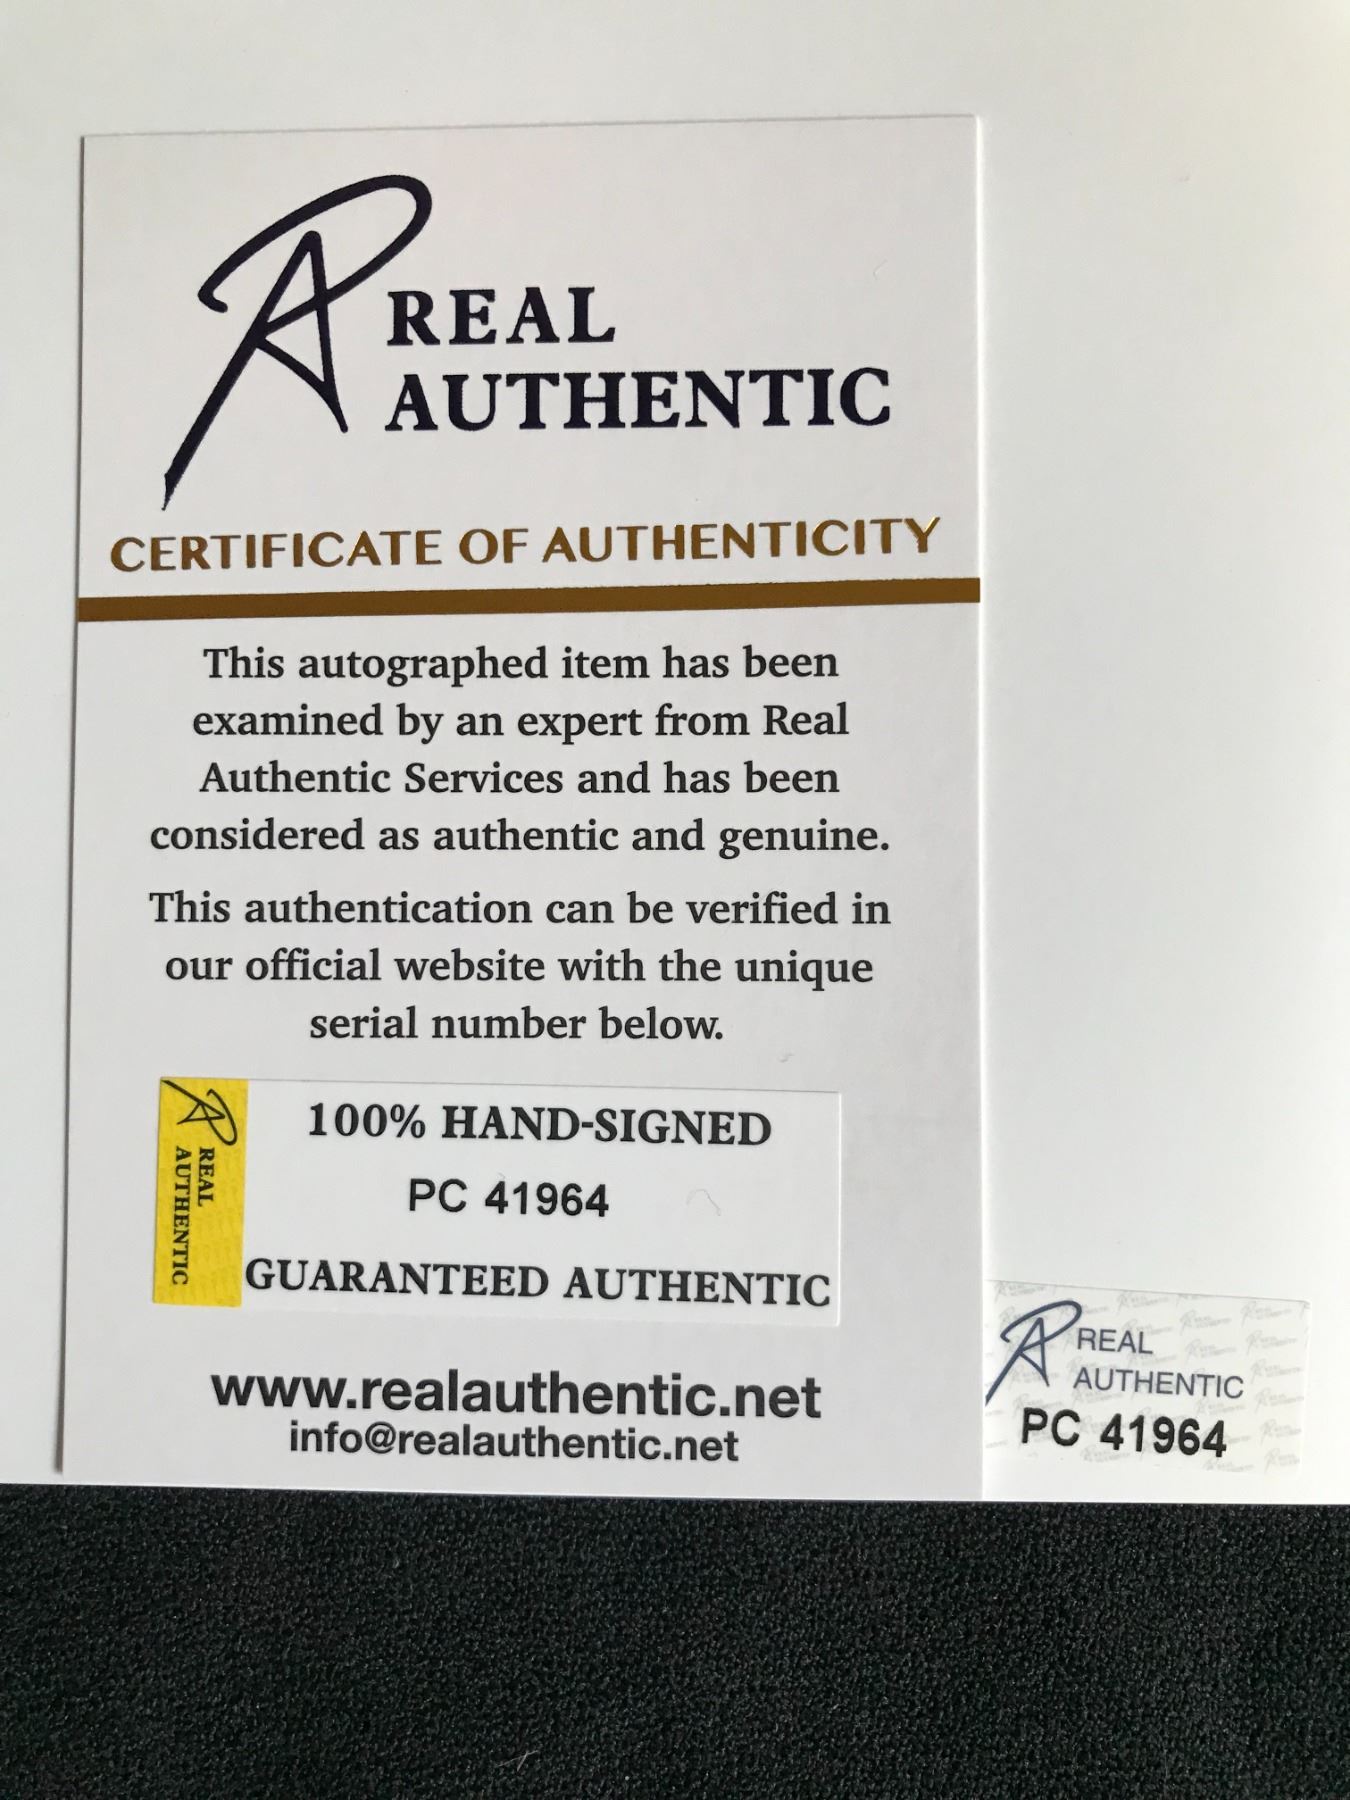 REAL
AUTHENTIC
CERTIFICATE OF AUTHENTICITY
This autographed item has been
examined by an expert from Real
Authentic Services and has been
considered as authentic and genuine.
This authentication can be verified in
our official website with the unique
serial number below.
REAL
AUTHENTIC
100% HAND-SIGNED
PC 41964
GUARANTEED AUTHENTIC
www.realauthentic.net
info@realauthentic.net
REAL
AUTHENTIC
PC 41964